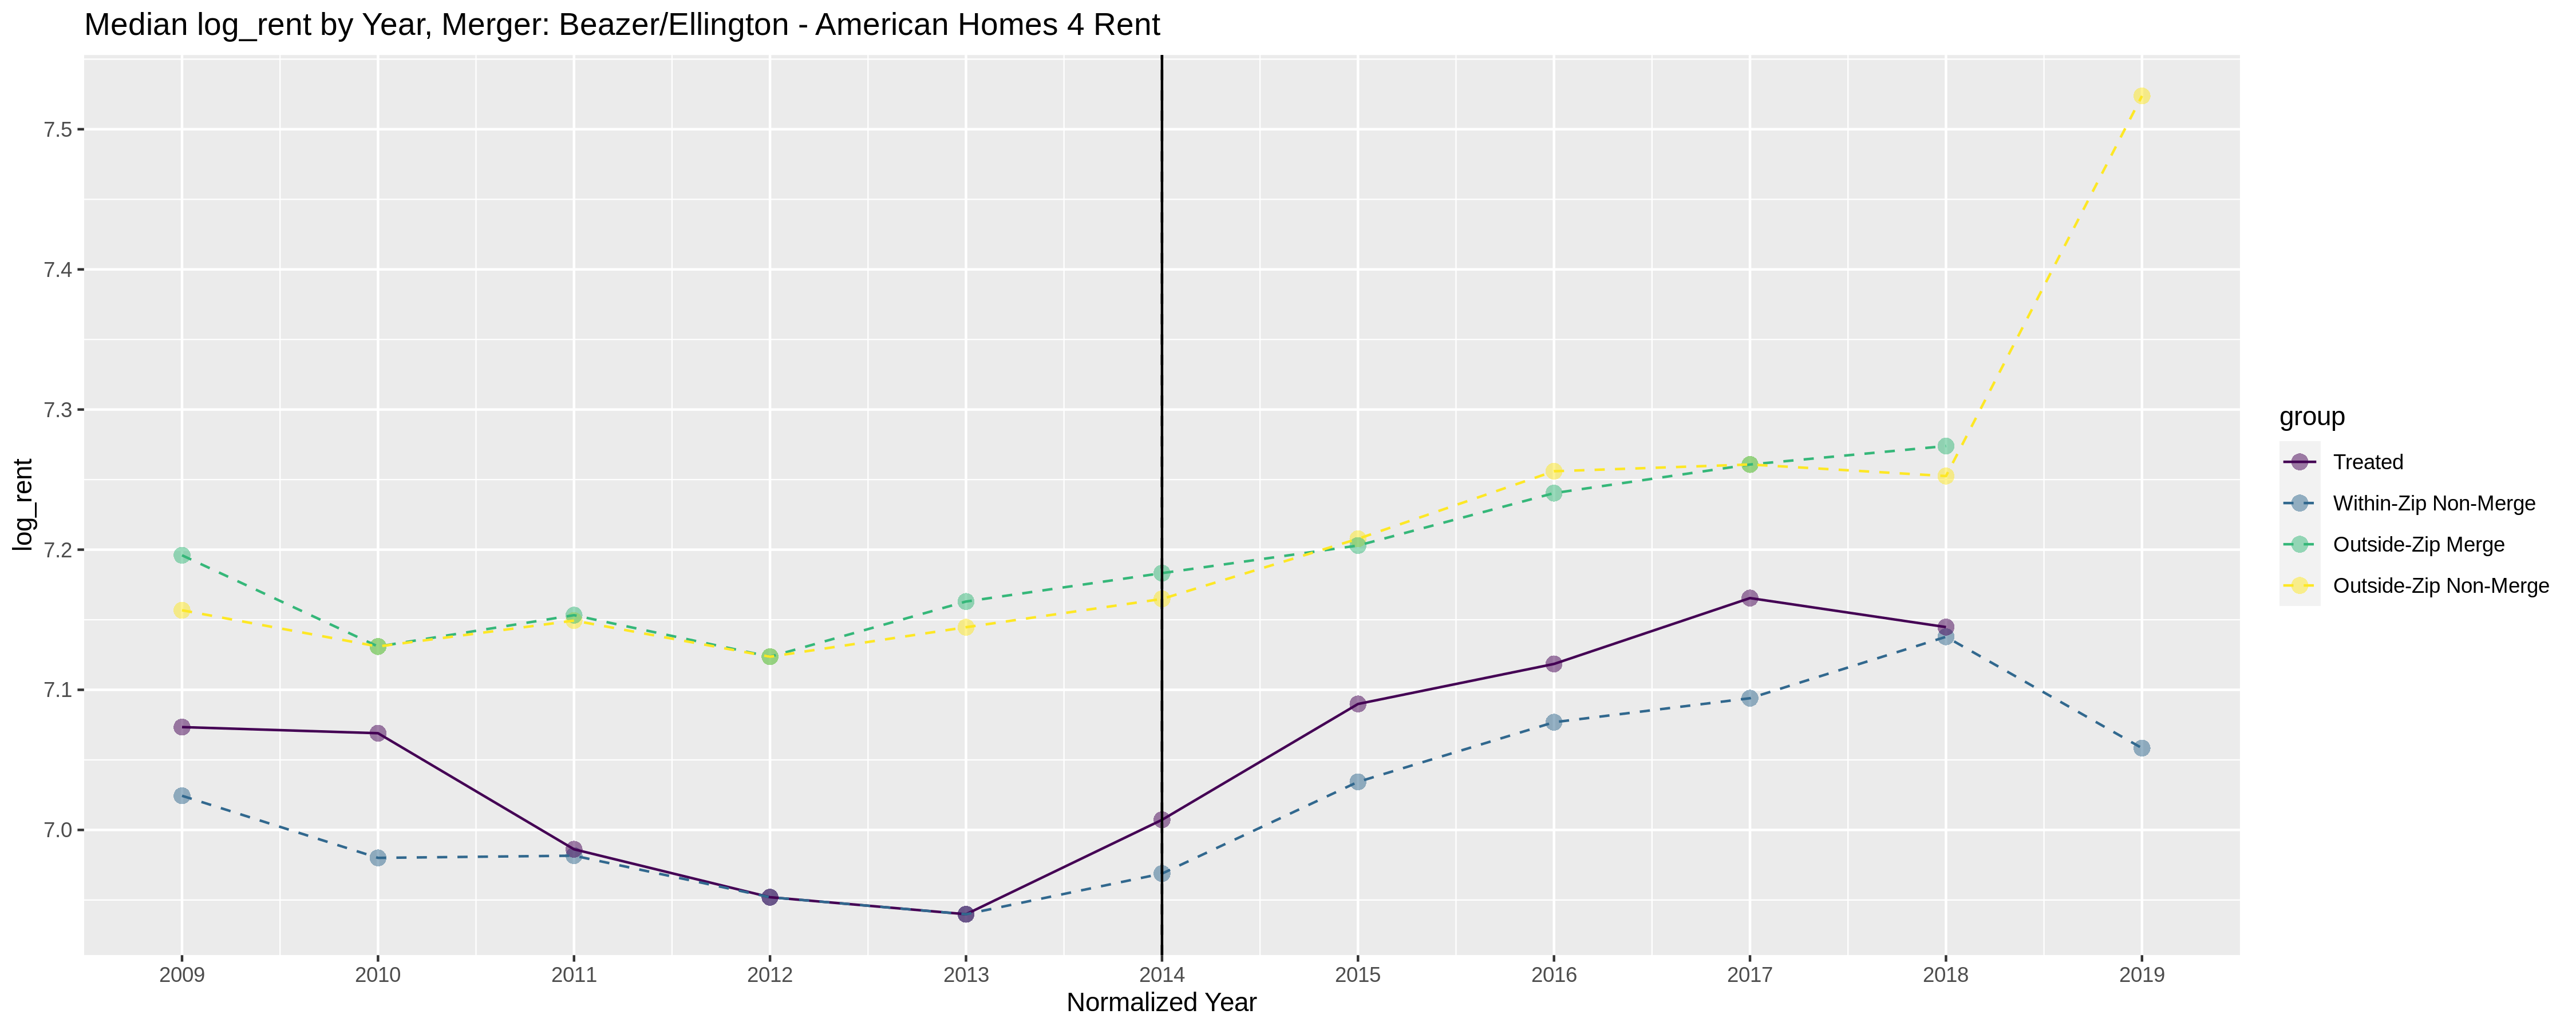 Median log_rent by Year, Merger: Beazer/Ellington - American Homes 4 Rent
log_rent
7.5
7.4
7.3
7.2
7.1
7.0
2009 2010 2011 2012 2013 2014 2015 2016 2017 2018 2019
Normalized Year
group
Treated
Within-Zip Non-Merge
Outside-Zip Merge
Outside-Zip Non-Merge